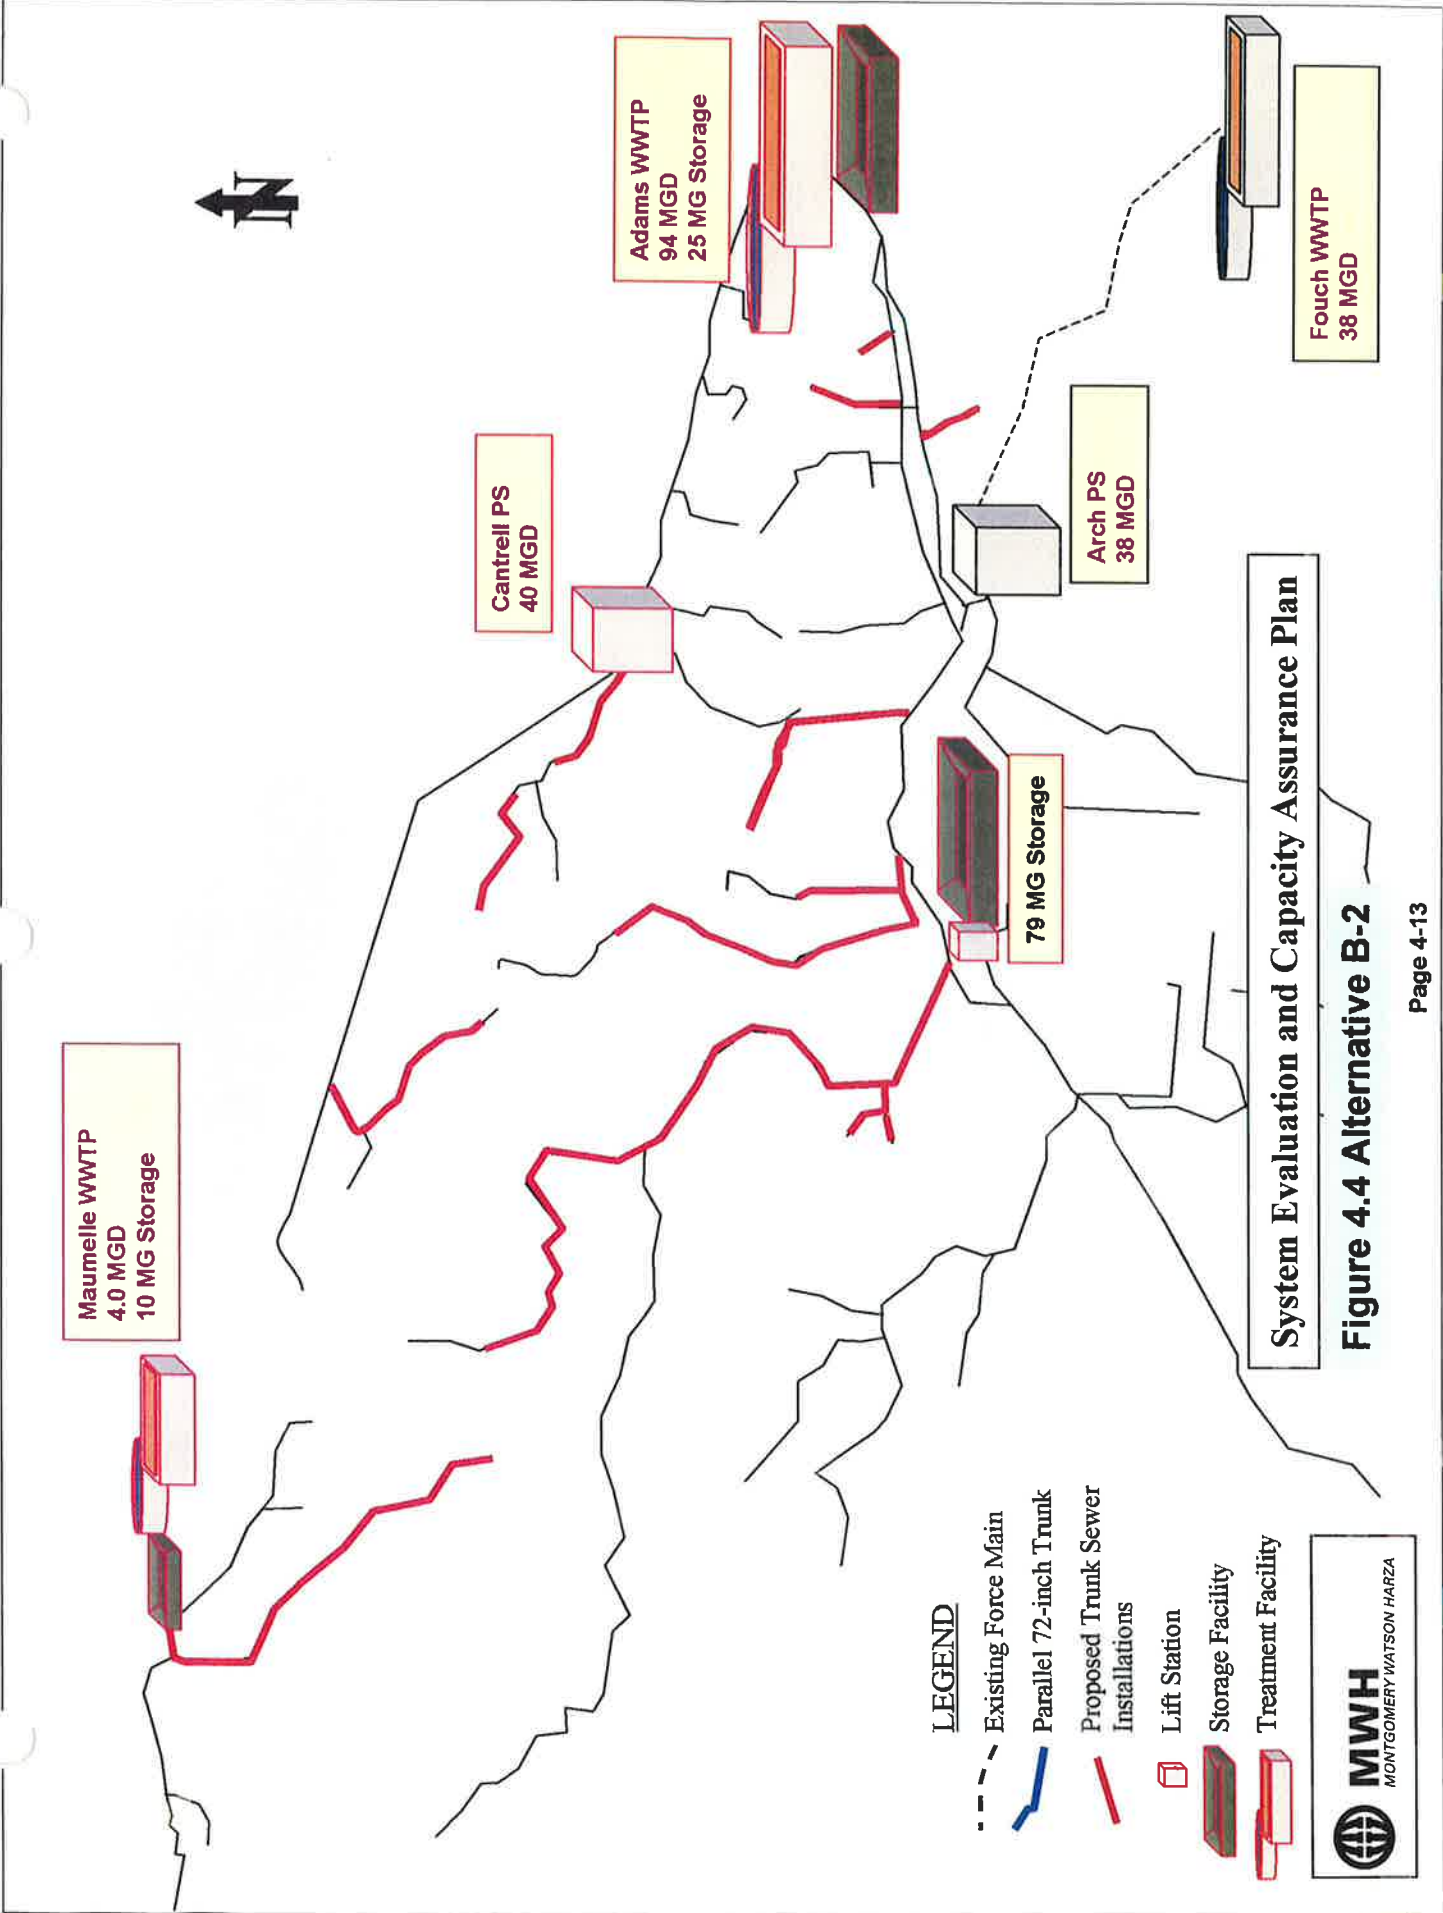 Maumelle WWTP
4.0 MGD
10 MG Storage
Cantrell PS
40 MGD
Adams WWTP
94 MGD
25 MG Storage
N
79 MG Storage
Arch PS
38 MGD
Fouch WWTP
38 MGD
LEGEND
Existing Force Main
Parallel 72-inch Trunk
Proposed Trunk Sewer
Installations
Lift Station
Storage Facility
Treatment Facility
MWH
MONTGOMERY WATSON HARZA
System Evaluation and Capacity Assurance Plan
Figure 4.4 Alternative B-2
Page 4-13